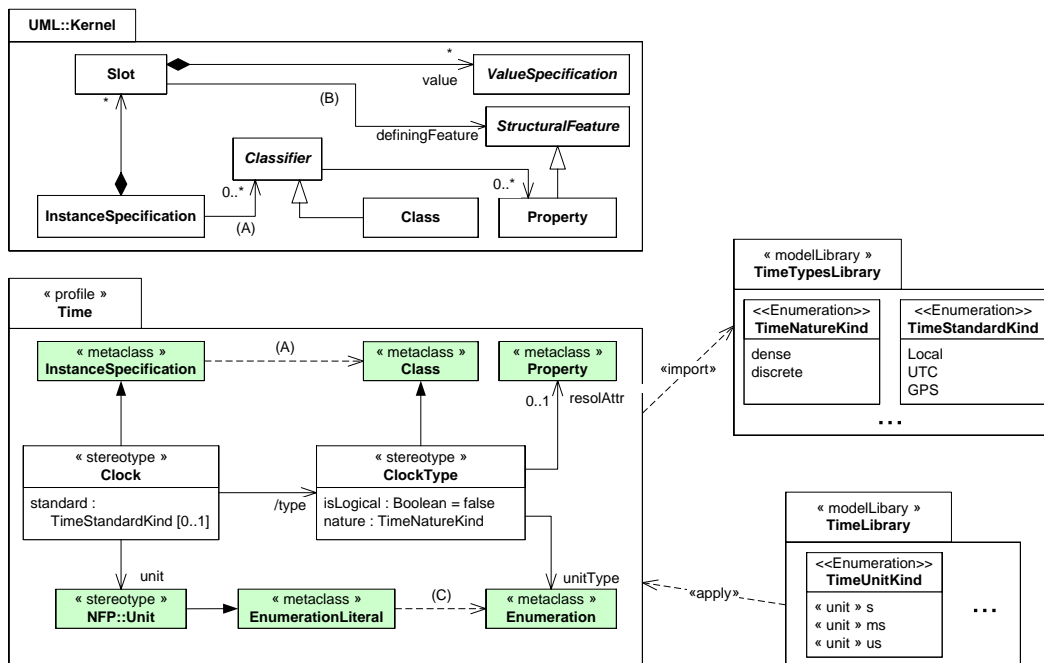 UML::Kernel
Slot
*
value
ValueSpecification
*
(B)
definingFeature
StructuralFeature
Classifier
0..*
0..*
InstanceSpecification
(A)
Class
Property
« profile »
Time
« metaclass »
InstanceSpecification
(A)
« metaclass »
Class
« metaclass »
Property
0..1
resolAttr
« stereotype »
Clock
standard :
TimeStandardKind [0..1]
/type
« stereotype »
ClockType
isLogical : Boolean = false
nature : TimeNatureKind
unit
unitType
« stereotype »
NFP::Unit
« metaclass »
EnumerationLiteral
(C)
« metaclass »
Enumeration
«import»
« modelLibrary »
TimeTypesLibrary
<<Enumeration>>
TimeNatureKind
dense
discrete
<<Enumeration>>
TimeStandardKind
Local
UTC
GPS
...
«apply»
« modelLibary »
TimeLibrary
<<Enumeration>>
TimeUnitKind
« unit » s
« unit » ms
« unit » us
...